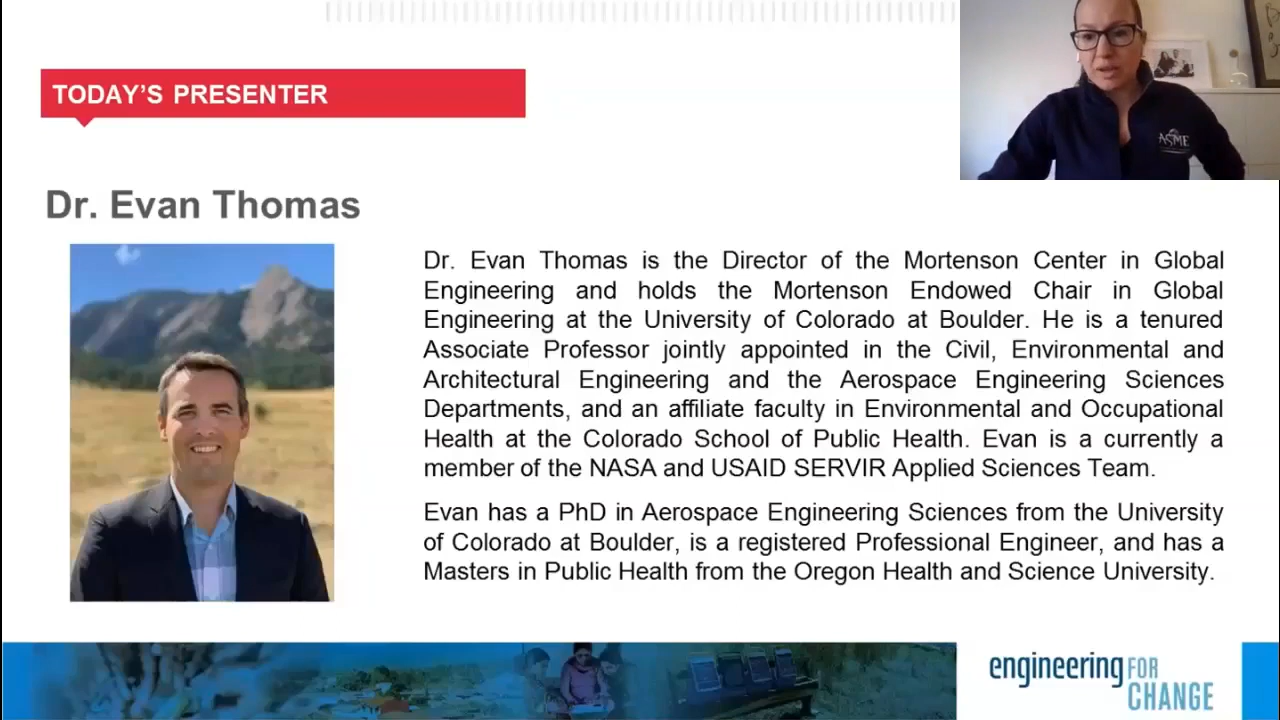 TODAY'S PRESENTER
ASME
Dr. Evan Thomas
Dr. Evan Thomas is the Director of the Mortenson Center in Global
Engineering and holds the Mortenson Endowed Chair in Global
Engineering at the University of Colorado at Boulder. He is a tenured
Associate Professor jointly appointed in the Civil, Environmental and
Architectural Engineering and the Aerospace Engineering Sciences
Departments, and an affiliate faculty in Environmental and Occupational
Health at the Colorado School of Public Health. Evan is a currently a
member of the NASA and USAID SERVIR Applied Sciences Team.
Evan has a PhD in Aerospace Engineering Sciences from the University
of Colorado at Boulder, is a registered Professional Engineer, and has a
Masters in Public Health from the Oregon Health and Science University.
engineering FOR
CHANGE